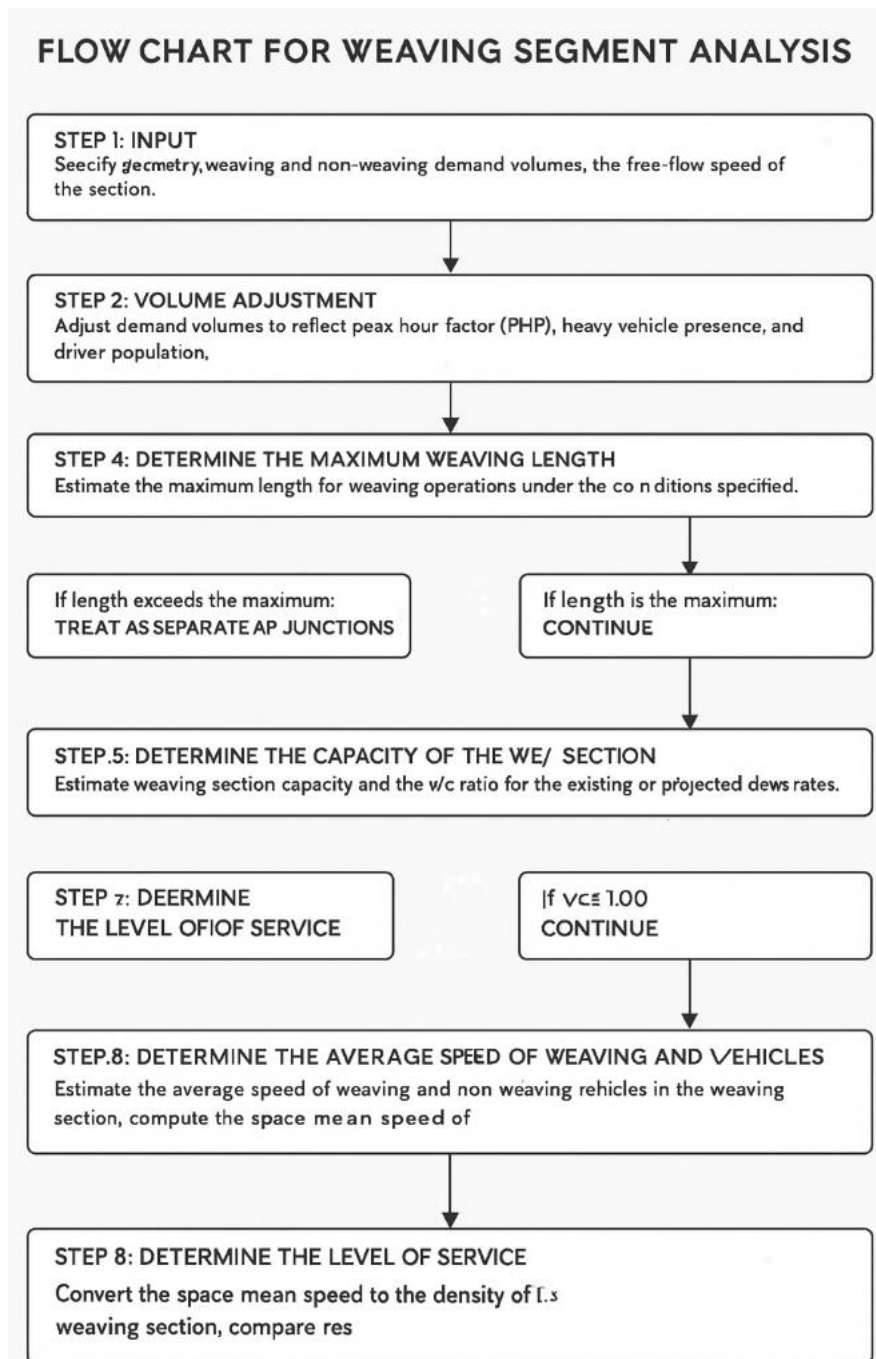 FLOW CHART FOR WEAVING SEGMENT ANALYSIS
STEP 1: INPUT
Seecify gecmetry, weaving and non-weaving demand volumes, the free-flow speed of
the section.
STEP 2: VOLUME ADJUSTMENT
Adjust demand volumes to reflect peax hour factor (PHP), heavy vehicle presence, and
driver population,
STEP 4: DETERMINE THE MAXIMUM WEAVING LENGTH
Estimate the maximum length for weaving operations under the co n ditions specified.
If length exceeds the maximum:
TREAT AS SEPARATE AP JUNCTIONS
If length is the maximum:
CONTINUE
STEP.5: DETERMINE THE CAPACITY OF THE WE/ SECTION
Estimate weaving section capacity and the v/c ratio for the existing or projected dews rates.
STEP z: DEERMINE
THE LEVEL OFIOF SERVICE
If vc≤ 1.00
CONTINUE
STEP.8: DETERMINE THE AVERAGE SPEED OF WEAVING AND VEHICLES
Estimate the average speed of weaving and non weaving rehicles in the weaving
section, compute the space mean speed of
STEP 8: DETERMINE THE LEVEL OF SERVICE
Convert the space mean speed to the density of
weaving section, compare res